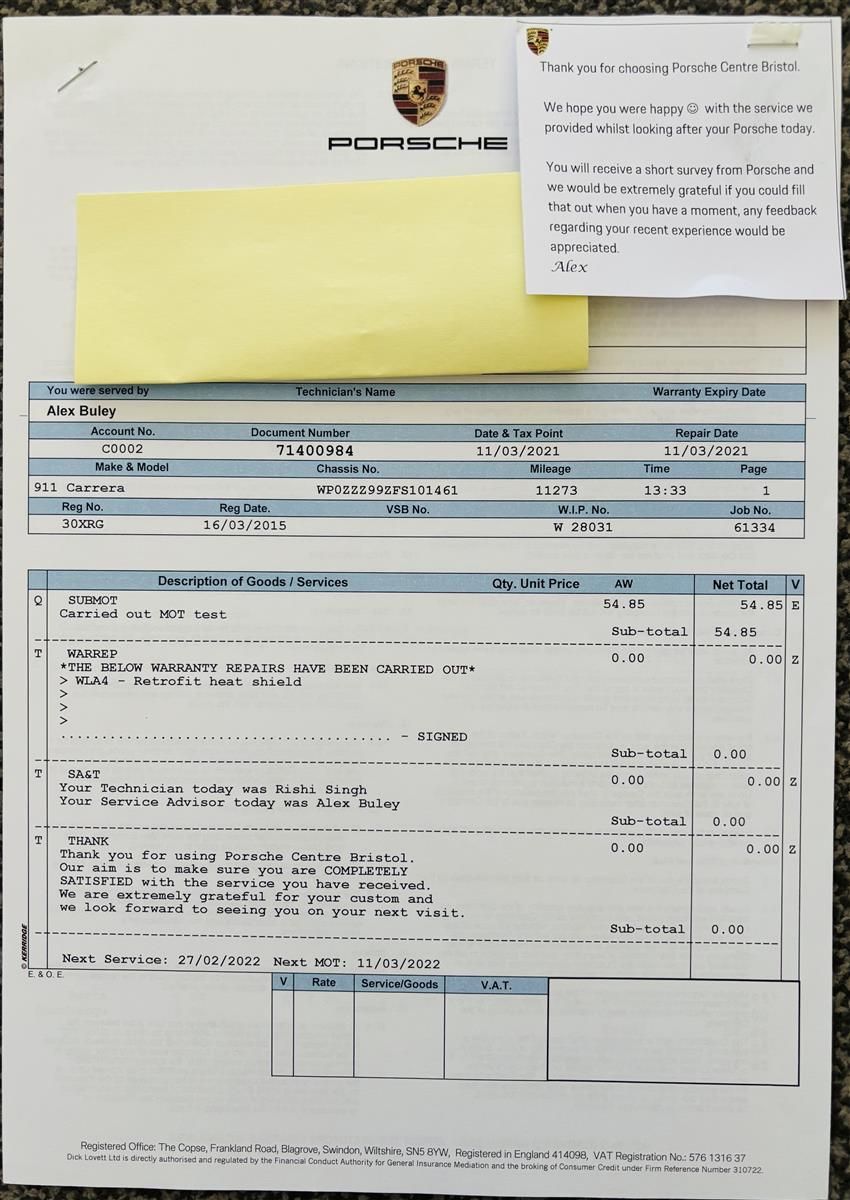 PORSCHE
PORSCHE
Thank you for choosing Porsche Centre Bristol.
We hope you were happy ☺ with the service we
provided whilst looking after your Porsche today.
You will receive a short survey from Porsche and
we would be extremely grateful if you could fill
that out when you have a moment, any feedback
regarding your recent experience would be
appreciated.
Alex
You were served by Technician's Name Warranty Expiry Date
Alex Buley
Account No. Document Number Date & Tax Point Repair Date
C0002 71400984 11/03/2021 11/03/2021
Make & Model Chassis No. Mileage Time Page
911 Carrera WP0ZZZ99ZFS101461 11273 13:33 1
Reg No. Reg Date. VSB No. W.I.P. No. Job No.
30XRG 16/03/2015 W 28031 61334
Description of Goods / Services Qty. Unit Price AW Net Total V
Q SUBMOT 54.85 54.85 E
Carried out MOT test
Sub-total 54.85
T WARREP 0.00 0.00 Z
*THE BELOW WARRANTY REPAIRS HAVE BEEN CARRIED OUT*
> WLA4 - Retrofit heat shield
>
>
>
........................................ - SIGNED
Sub-total 0.00
T SA&T 0.00 0.00 Z
Your Technician today was Rishi Singh
Your Service Advisor today was Alex Buley
Sub-total 0.00
T THANK 0.00 0.00 Z
Thank you for using Porsche Centre Bristol.
Our aim is to make sure you are COMPLETELY
SATISFIED with the service you have received.
We are extremely grateful for your custom and
we look forward to seeing you on your next visit.
Sub-total 0.00
Next Service: 27/02/2022 Next MOT: 11/03/2022
© KERRIDGE
E. & O. E.
V Rate Service/Goods V.A.T.
Registered Office: The Copse, Frankland Road, Blagrove, Swindon, Wiltshire, SN5 8YW, Registered in England 414098, VAT Registration No.: 576 1316 37
Dick Lovett Ltd is directly authorised and regulated by the Financial Conduct Authority for General Insurance Mediation and the broking of Consumer Credit under Firm Reference Number 310722.